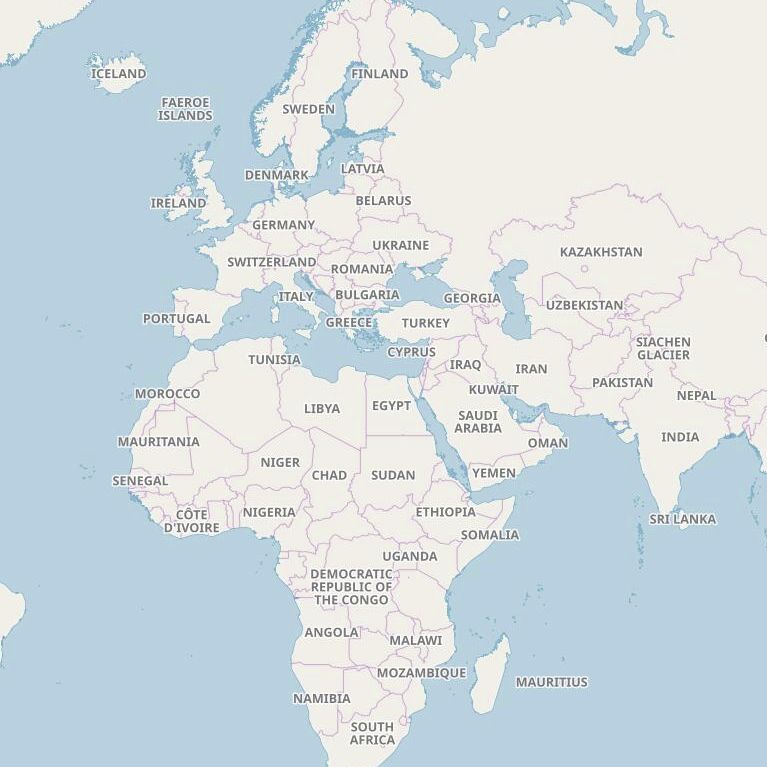 ICELAND
FINLAND
FAEROE
ISLANDS
SWEDEN
LATVIA
DENMARK
IRELAND
BELARUS
GERMANY
UKRAINE
KAZAKHSTAN
SWITZERLAND
ROMANIA
ITALY
BULGARIA
GEORGIA
UZBEKISTAN
PORTUGAL
GREECE
TURKEY
SIACHEN
GLACIER
TUNISIA
CYPRUS
IRAQ
IRAN
PAKISTAN
MOROCCO
KUWAIT
NEPAL
LIBYA
EGYPT
SAUDI
ARABIA
MAURITANIA
OMAN
INDIA
NIGER
CHAD
SUDAN
YEMEN
SENEGAL
CÔTE
D'IVOIRE
NIGERIA
ETHIOPIA
SRI LANKA
SOMALIA
UGANDA
DEMOCRATIC
REPUBLIC OF
THE CONGO
ANGOLA
MALAWI
MOZAMBIQUE
MAURITIUS
NAMIBIA
SOUTH
AFRICA